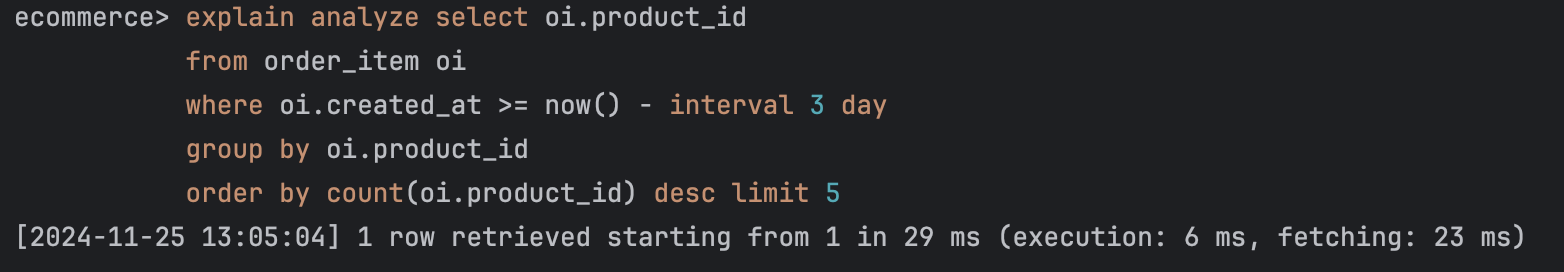 ecommerce> explain analyze select oi.product_id
from order_item oi
where oi.created_at >= now() - interval 3 day
group by oi.product_id
order by count(oi.product_id) desc limit 5
[2024-11-25 13:05:04] 1 row retrieved starting from 1 in 29 ms (execution: 6 ms, fetching: 23 ms)